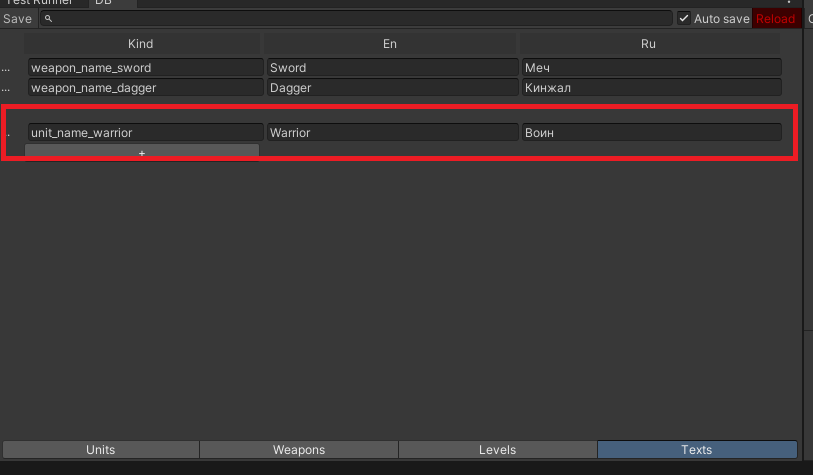 Test Runner DB
Save Auto save Reload
Kind En Ru
... weapon_name_sword Sword Меч
... weapon_name_dagger Dagger Кинжал
unit_name_warrior Warrior Воин
+
Units Weapons Levels Texts